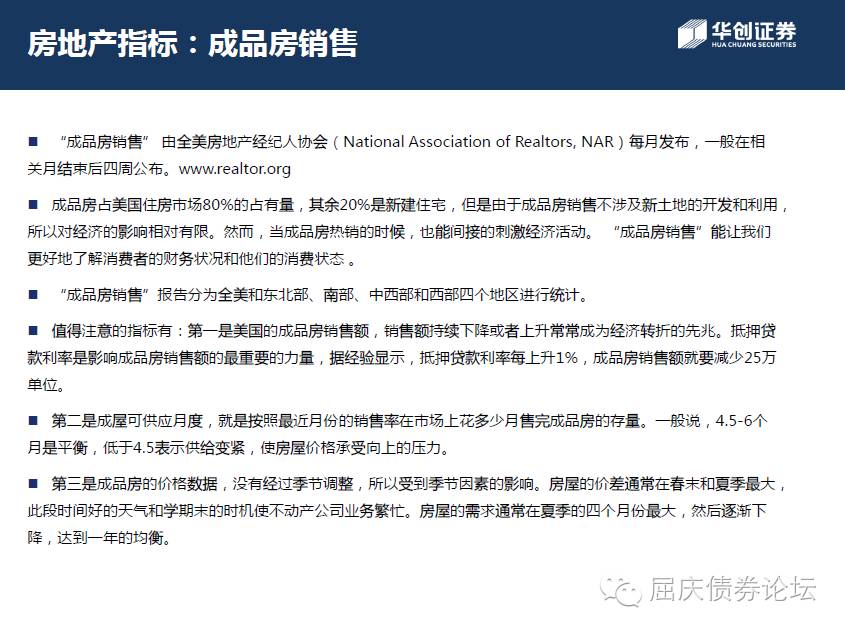 房地产指标：成品房销售
华创证券
HUA CHUANG SECURITIES
■ “成品房销售” 由全美房地产经纪人协会（National Association of Realtors, NAR）每月发布，一般在相
关月结束后四周公布。www.realtor.org
■ 成品房占美国住房市场80%的占有量，其余20%是新建住宅，但是由于成品房销售不涉及新土地的开发和利用，
所以对经济的影响相对有限。然而，当成品房热销的时候，也能间接的刺激经济活动。 “成品房销售”能让我们
更好地了解消费者的财务状况和他们的消费状态 。
■ “成品房销售”报告分为全美和东北部、南部、中西部和西部四个地区进行统计。
■ 值得注意的指标有：第一是美国的成品房销售额，销售额持续下降或者上升常常成为经济转折的先兆。抵押贷
款利率是影响成品房销售额的最重要的力量，据经验显示，抵押贷款利率每上升1%，成品房销售额就要减少25万
单位。
■ 第二是成屋可供应月度，就是按照最近月份的销售率在市场上花多少月售完成品房的存量。一般说，4.5-6个
月是平衡，低于4.5表示供给变紧，使房屋价格承受向上的压力。
■ 第三是成品房的价格数据，没有经过季节调整，所以受到季节因素的影响。房屋的价差通常在春末和夏季最大，
此段时间好的天气和学期末的时机使不动产公司业务繁忙。房屋的需求通常在夏季的四个月份最大，然后逐渐下
降，达到一年的均衡。
屈庆债券论坛